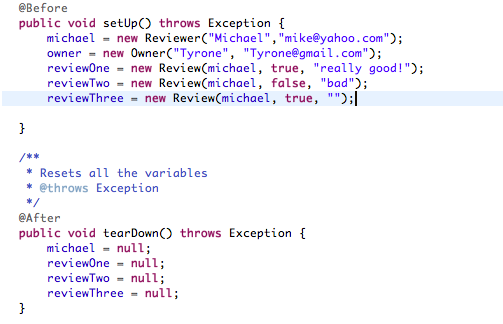 @Before
public void setUp() throws Exception {
    michael = new Reviewer("Michael","mike@yahoo.com");
    owner = new Owner("Tyrone", "Tyrone@gmail.com");
    reviewOne = new Review(michael, true, "really good!");
    reviewTwo = new Review(michael, false, "bad");
    reviewThree = new Review(michael, true, "");

}

/**
 * Resets all the variables
 * @throws Exception
 */
@After
public void tearDown() throws Exception {
    michael = null;
    reviewOne = null;
    reviewTwo = null;
    reviewThree = null;
}